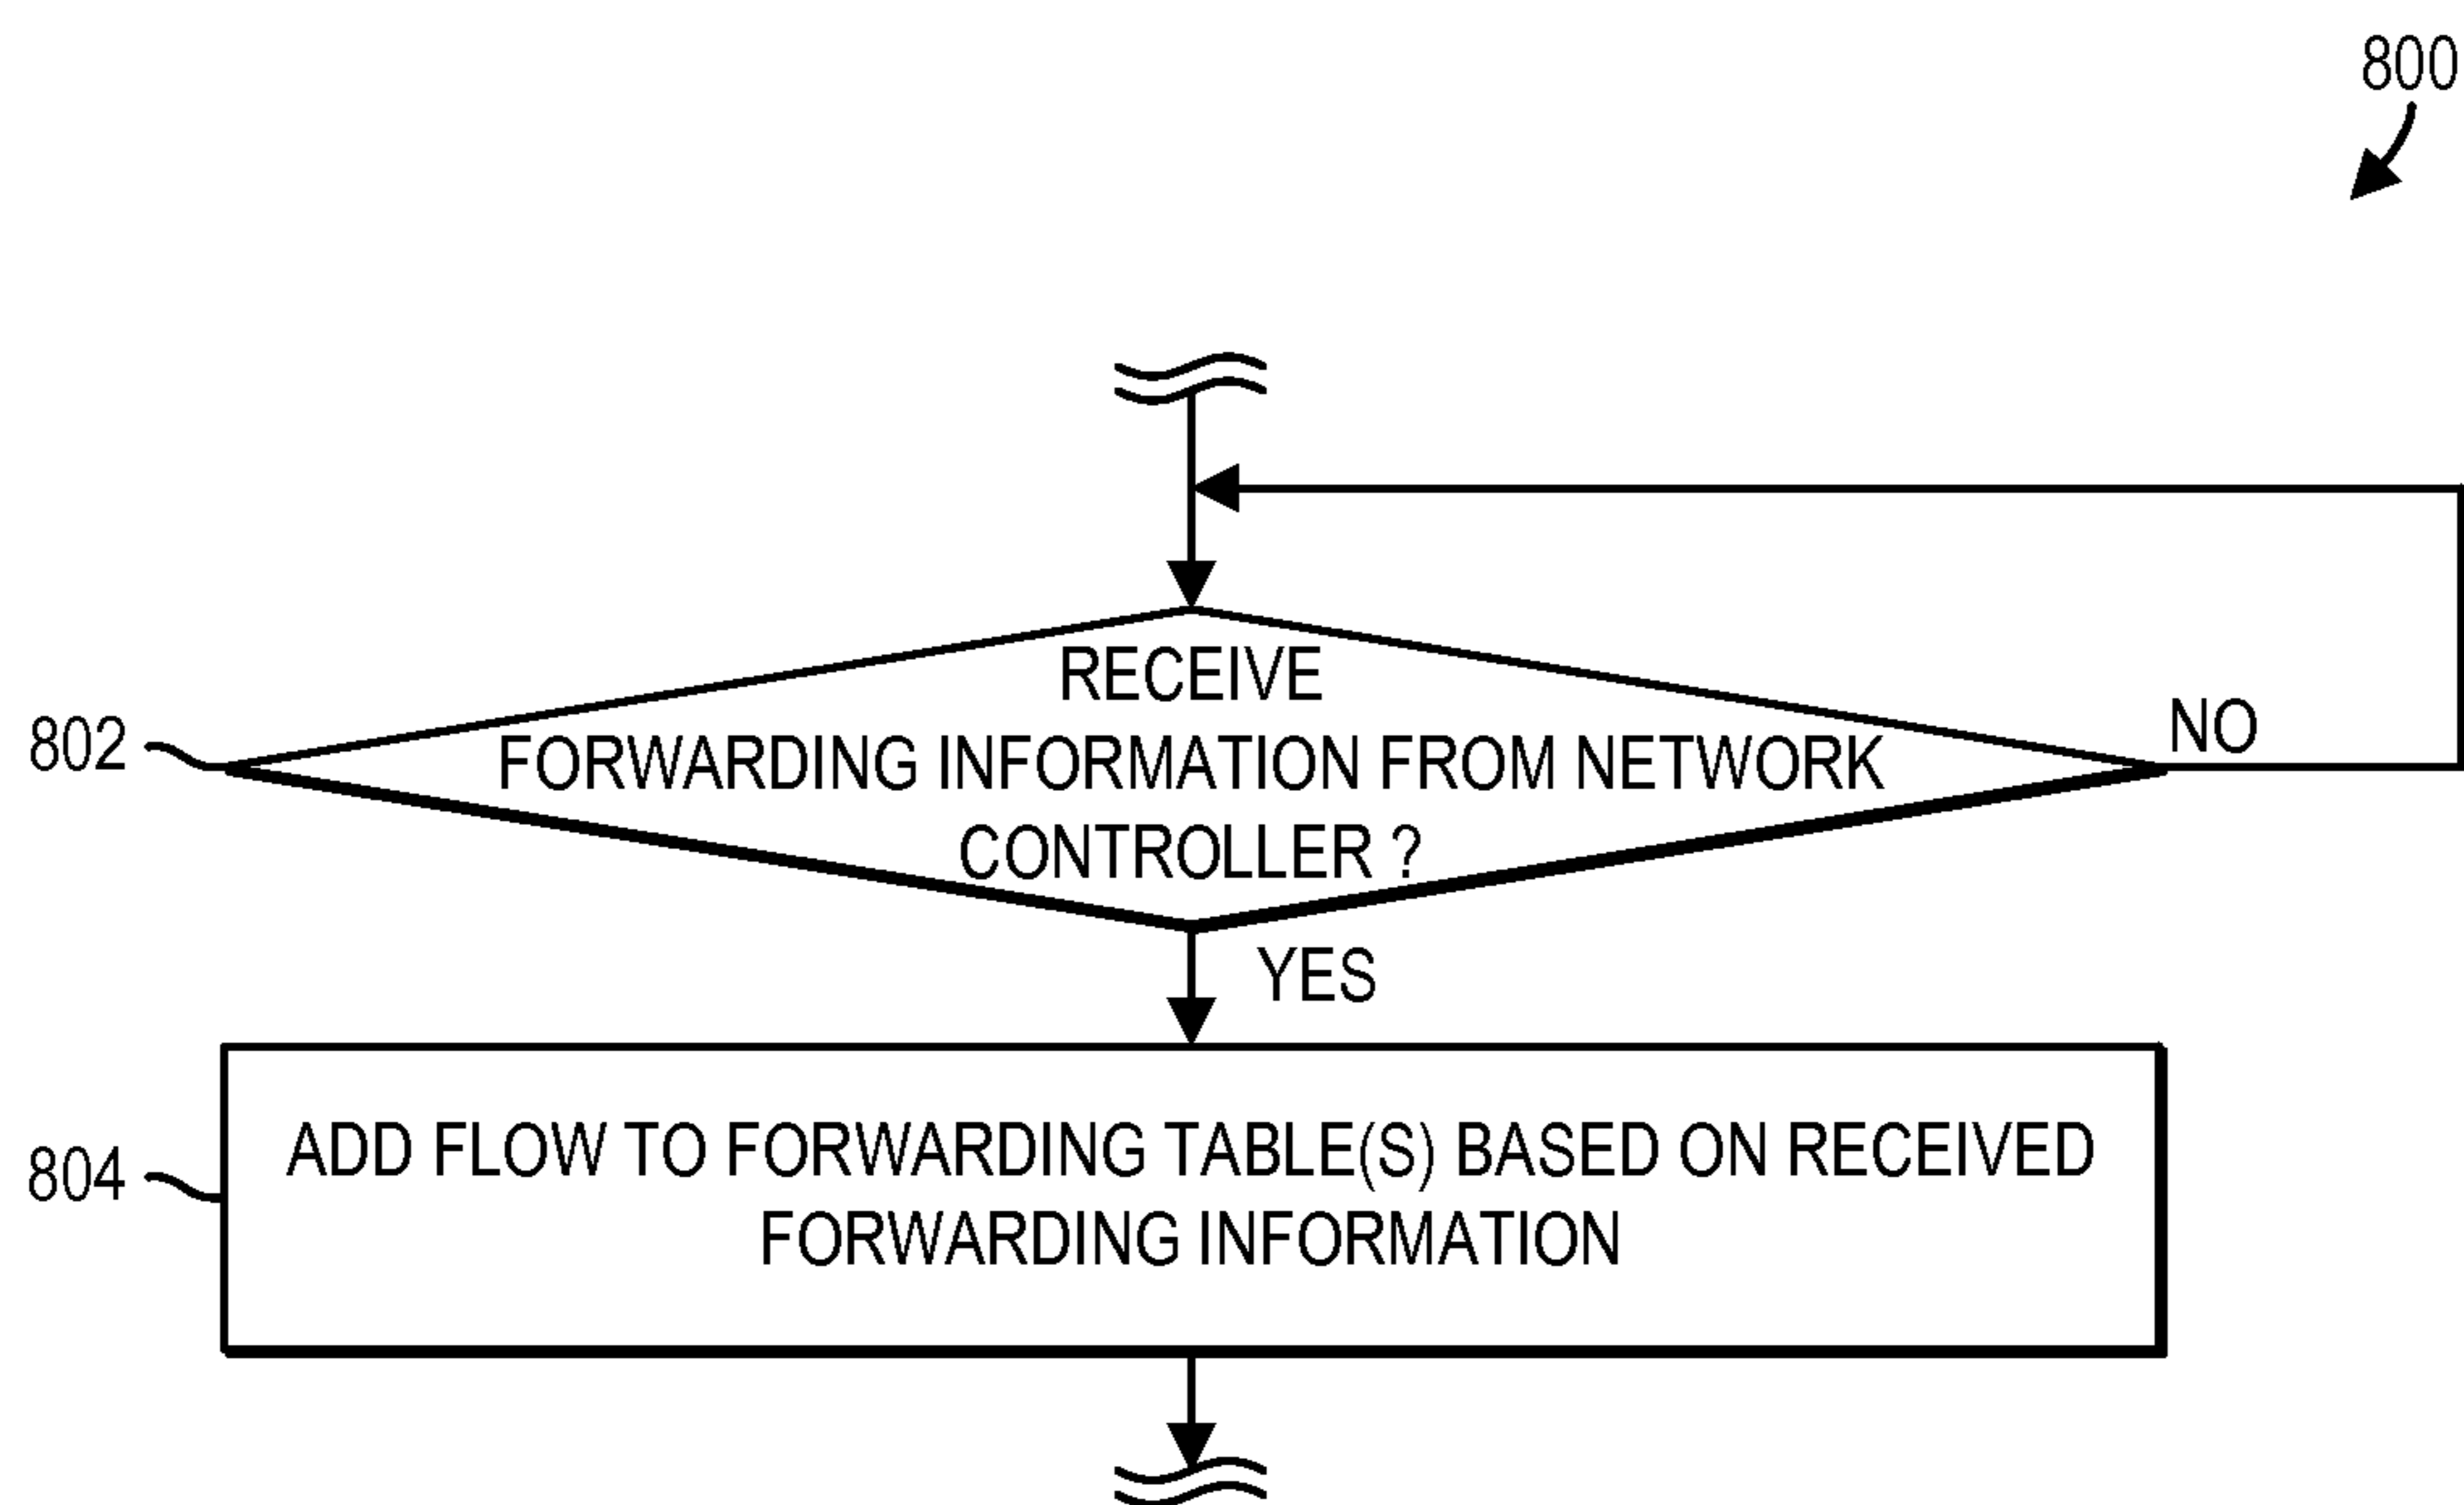 800
RECEIVE
802
NO
FORWARDING INFORMATION FROM NETWORK
CONTROLLER ?
YES
804
ADD FLOW TO FORWARDING TABLE(S) BASED ON RECEIVED
FORWARDING INFORMATION